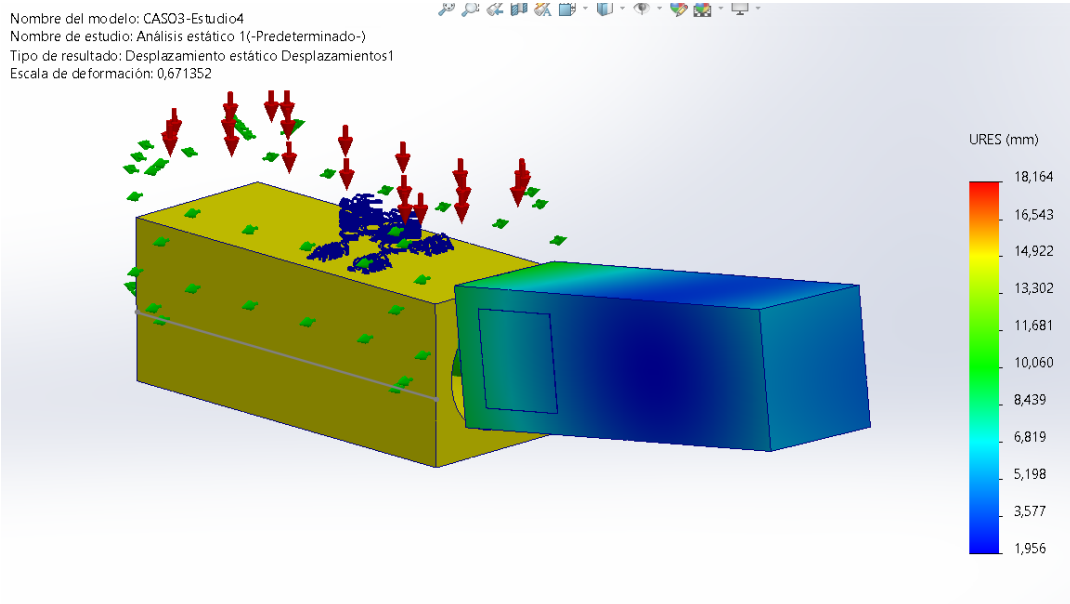 Nombre del modelo: CASO3-Estudio4
Nombre de estudio: Análisis estático 1(-Predeterminado-)
Tipo de resultado: Desplazamiento estático Desplazamientos1
Escala de deformación: 0,671352
URES (mm)
18,164
16,543
14,922
13,302
11,681
10,060
8,439
6,819
5,198
3,577
1,956